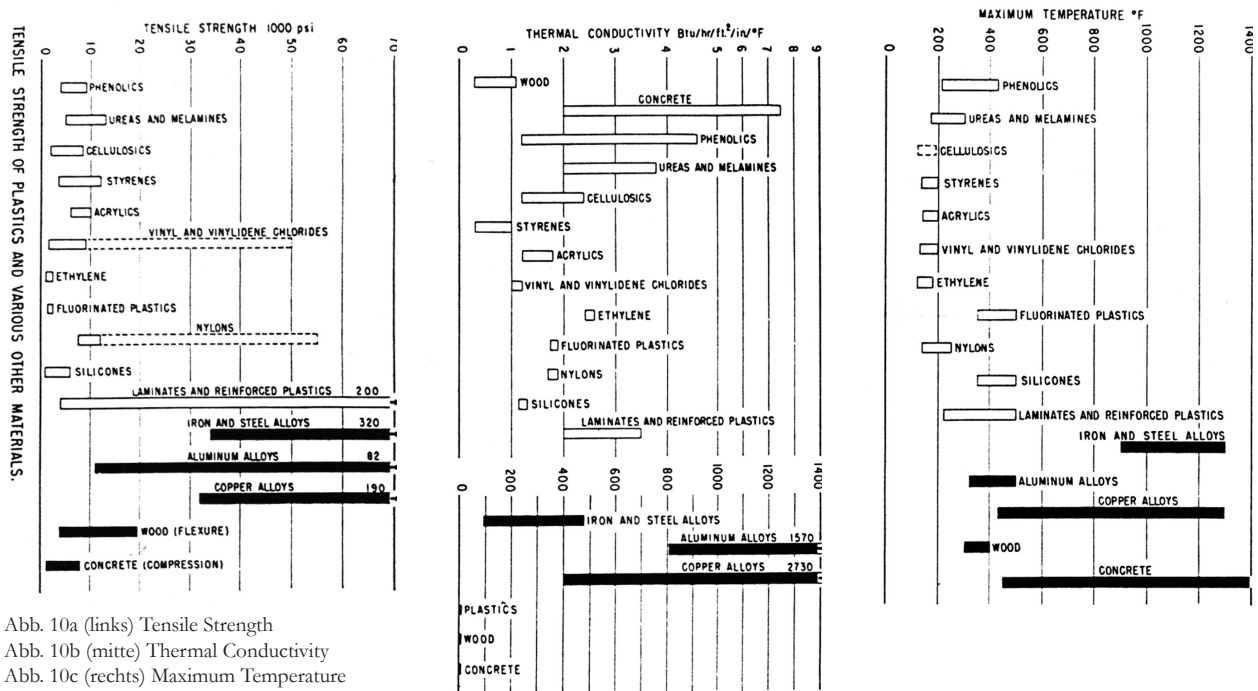 TENSILE STRENGTH OF PLASTICS AND VARIOUS OTHER MATERIALS.
TENSILE STRENGTH 1000 psi
0 10 20 30 40 50 60 70
PHENOLICS
UREAS AND MELAMINES
CELLULOSICS
STYRENES
ACRYLICS
VINYL AND VINYLIDENE CHLORIDES
ETHYLENE
FLUORINATED PLASTICS
NYLONS
SILICONES
LAMINATES AND REINFORCED PLASTICS 200
IRON AND STEEL ALLOYS 320
ALUMINUM ALLOYS 82
COPPER ALLOYS 190
WOOD (FLEXURE)
CONCRETE (COMPRESSION)
THERMAL CONDUCTIVITY Btu/hr/ft.²/in/°F
0 1 2 4 5 6 7 8 9
WOOD
CONCRETE
PHENOLICS
UREAS AND MELAMINES
CELLULOSICS
STYRENES
ACRYLICS
VINYL AND VINYLIDENE CHLORIDES
ETHYLENE
FLUORINATED PLASTICS
NYLONS
SILICONES
LAMINATES AND REINFORCED PLASTICS
0 200 400 600 800 1000 1200 1400
IRON AND STEEL ALLOYS
ALUMINUM ALLOYS 1570
COPPER ALLOYS 2730
PLASTICS
WOOD
CONCRETE
MAXIMUM TEMPERATURE °F
0 200 400 600 800 1000 1200 1400
PHENOLICS
UREAS AND MELAMINES
CELLULOSICS
STYRENES
ACRYLICS
VINYL AND VINYLIDENE CHLORIDES
ETHYLENE
FLUORINATED PLASTICS
NYLONS
SILICONES
LAMINATES AND REINFORCED PLASTICS
IRON AND STEEL ALLOYS
ALUMINUM ALLOYS
COPPER ALLOYS
WOOD
CONCRETE
Abb. 10a (links) Tensile Strength
Abb. 10b (mitte) Thermal Conductivity
Abb. 10c (rechts) Maximum Temperature